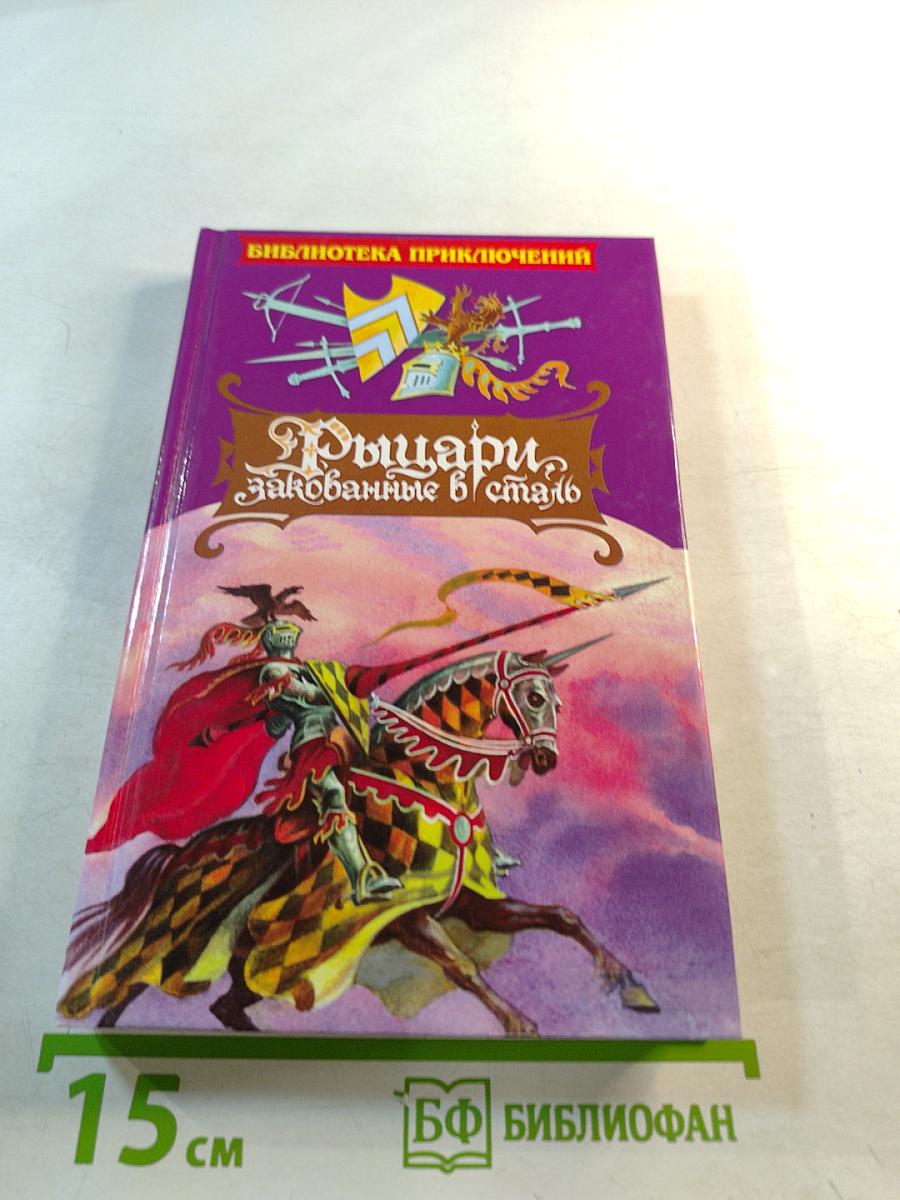 БИБЛИОТЕКА ПРИКЛЮЧЕНИЙ
Рыцари,
закованные в сталь
15 см
БФ БИБЛИОФАН